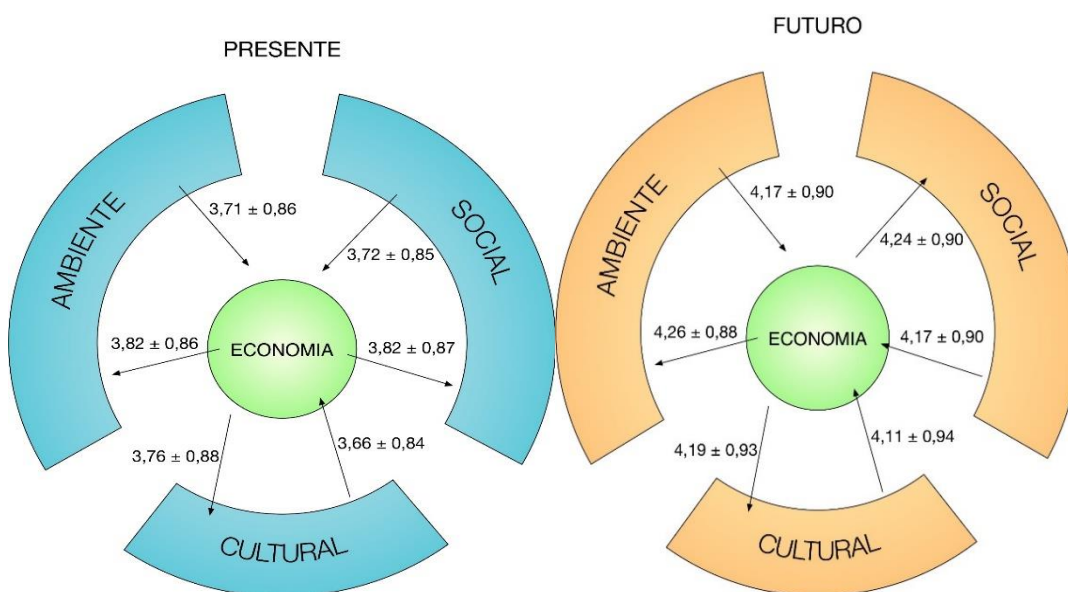 PRESENTE
AMBIENTE
SOCIAL
3,71 ± 0,86
3,72 ± 0,85
3,82 ± 0,86
ECONOMIA
3,82 ± 0,87
3,76 ± 0,88
3,66 ± 0,84
CULTURAL
FUTURO
AMBIENTE
SOCIAL
4,17 ± 0,90
4,24 ± 0,90
4,26 ± 0,88
ECONOMIA
4,17 ± 0,90
4,19 ± 0,93
4,11 ± 0,94
CULTURAL